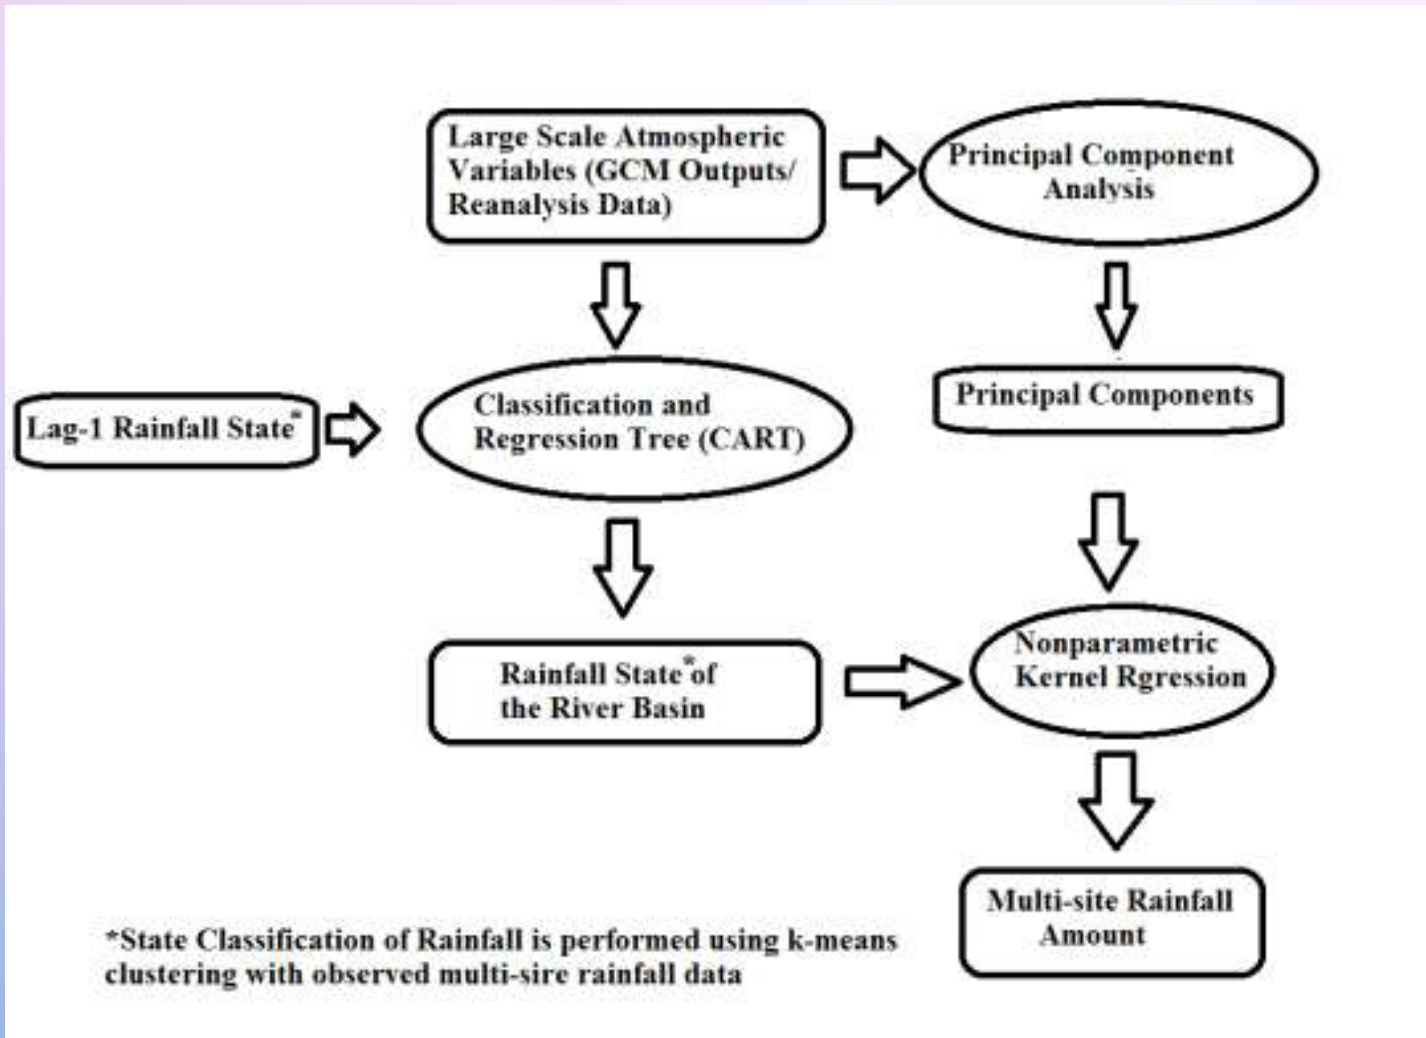 Large Scale Atmospheric
Variables (GCM Outputs/
Reanalysis Data)
Principal Component
Analysis
Lag-1 Rainfall State*
Classification and
Regression Tree (CART)
Principal Components
Rainfall State* of
the River Basin
Nonparametric
Kernel Rgression
Multi-site Rainfall
Amount
*State Classification of Rainfall is performed using k-means
clustering with observed multi-sire rainfall data